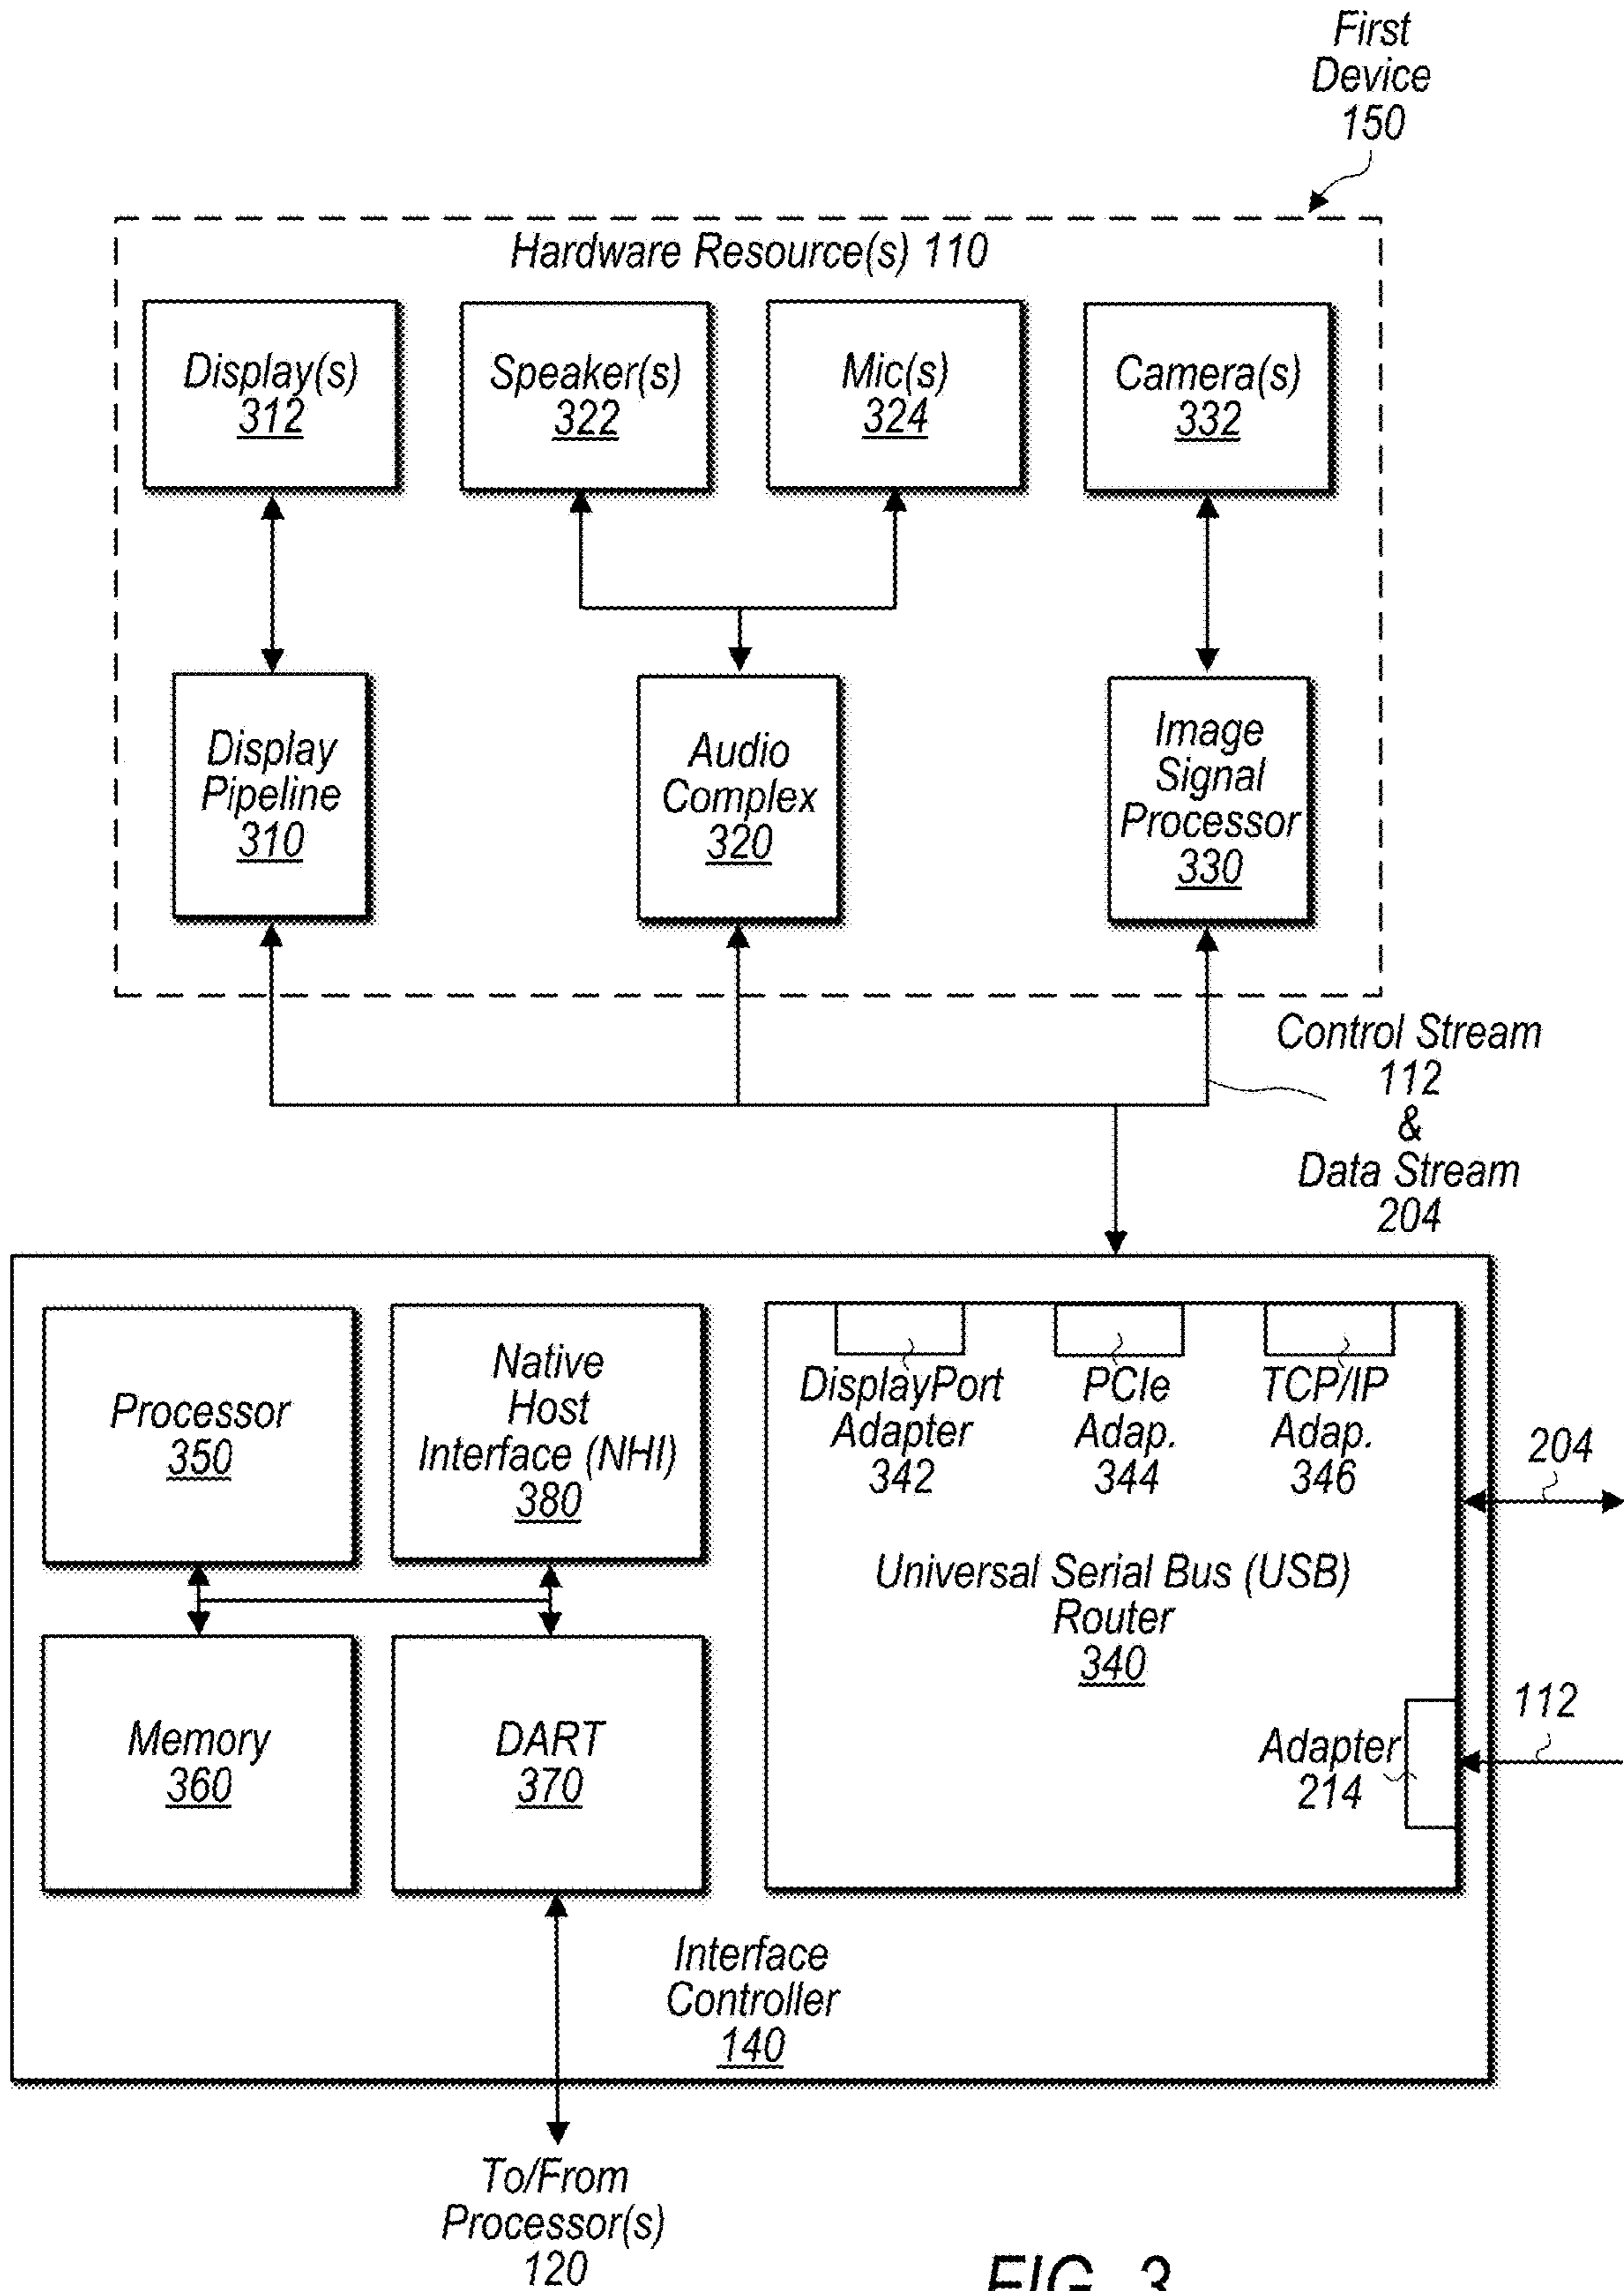 First
Device
150
Hardware Resource(s) 110
Display(s)
312
Speaker(s)
322
Mic(s)
324
Camera(s)
332
Display
Pipeline
310
Audio
Complex
320
Image
Signal
Processor
330
Control Stream
112
&
Data Stream
204
Processor
350
Native
Host
Interface (NHI)
380
DisplayPort
Adapter
342
PCIe
Adap.
344
TCP/IP
Adap.
346
204
Universal Serial Bus (USB)
Router
340
Memory
360
DART
370
Adapter
214
112
Interface
Controller
140
To/From
Processor(s)
120
FIG. 3